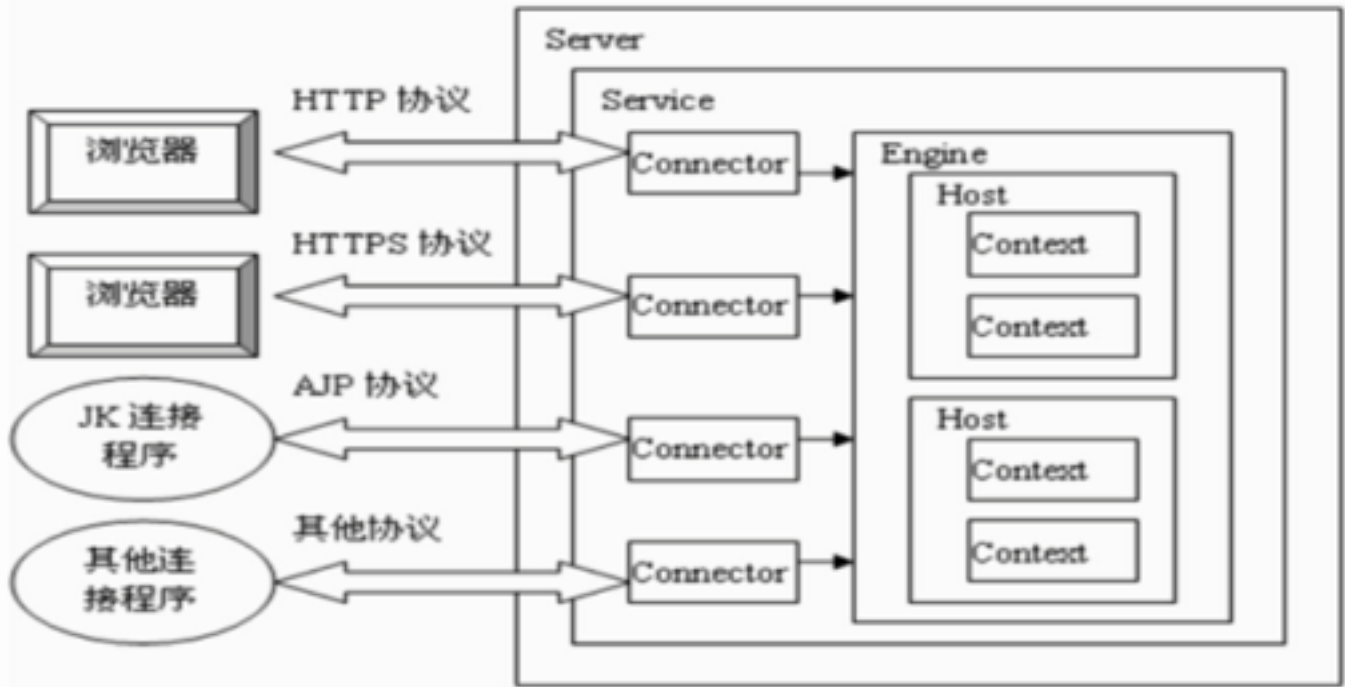 Server
Service
HTTP 协议
浏览器
Connector
Engine
Host
Context
Context
HTTPS 协议
浏览器
Connector
AJP 协议
JK 连接
程序
Connector
Host
Context
Context
其他协议
其他连
接程序
Connector